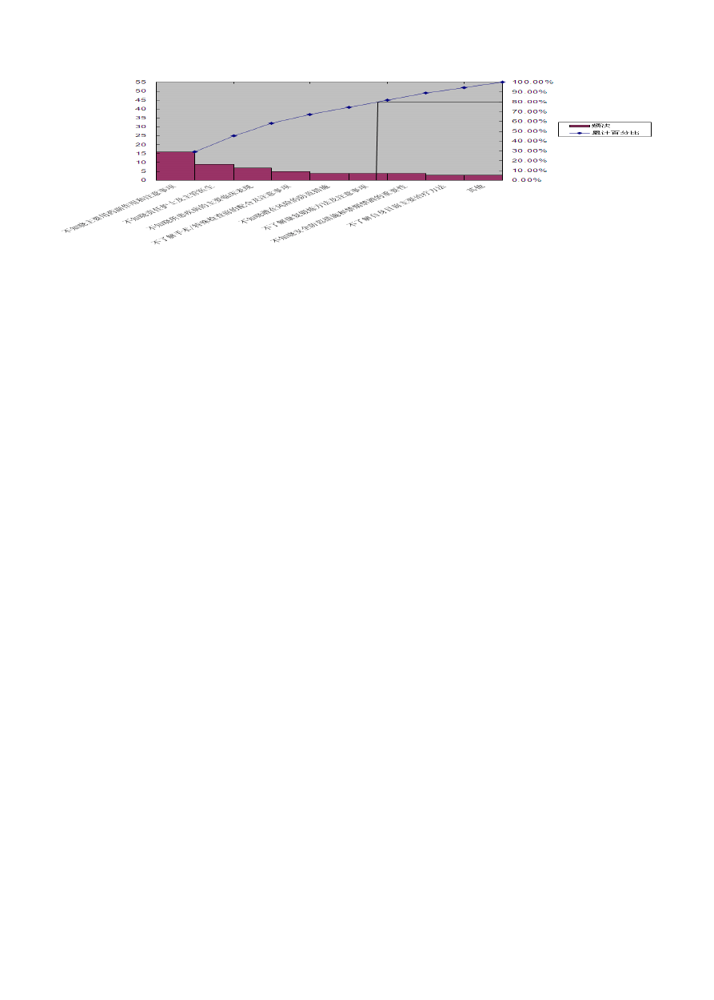 55
50
45
40
35
30
25
20
15
10
5
0
100.00%
90.00%
80.00%
70.00%
60.00%
50.00%
40.00%
30.00%
20.00%
10.00%
0.00%
频次
累计百分比
不知晓主要用药期作用和注意事项
不知晓责任护士及主管医生
不知晓所患疾病的主要临床表现
不了解手术/特殊检查前的配合及注意事项
不知晓潜在风险的防范措施
不了解康复锻炼方法及注意事项
不知晓安全防范措施和禁烟禁酒的重要性
不了解自身目前主要治疗方法
其他